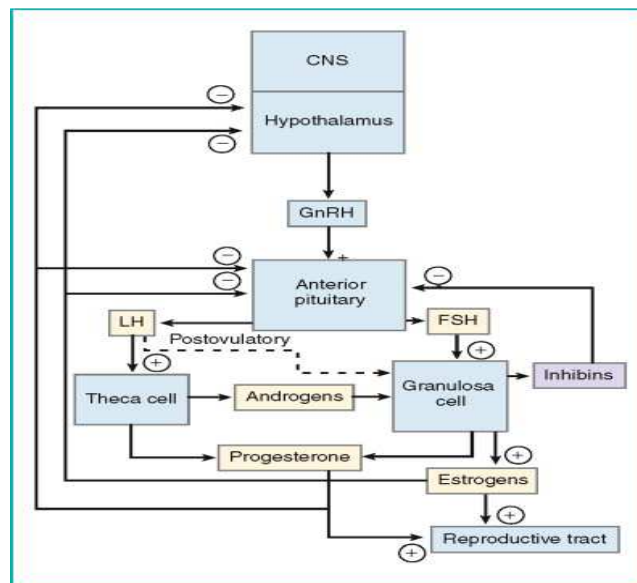 CNS
Hypothalamus
GnRH
+
Anterior
pituitary
LH
FSH
Postovulatory
Theca cell
Androgens
Granulosa
cell
Inhibins
Progesterone
Estrogens
Reproductive tract